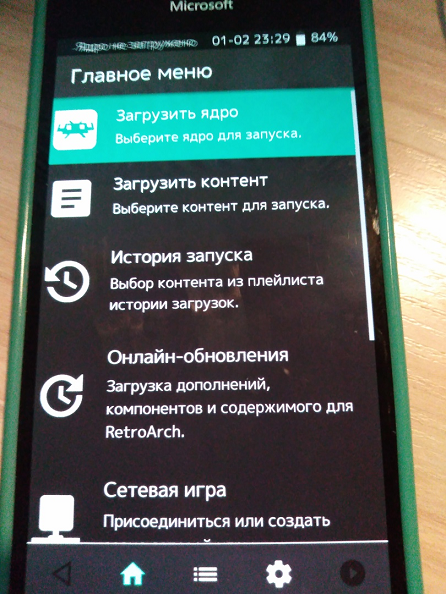 Microsoft
Ядро не загружено 01-02 23:29 84%
Главное меню
Загрузить ядро
Выберите ядро для запуска.
Загрузить контент
Выберите контент для запуска.
История запуска
Выбор контента из плейлиста
истории загрузок.
Онлайн-обновления
Загрузка дополнений,
компонентов и содержимого для
RetroArch.
Сетевая игра
Присоединиться или создать